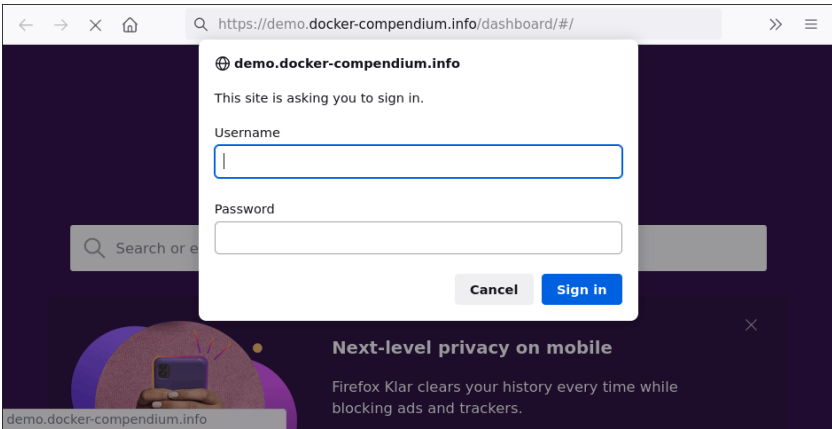 https://demo.docker-compendium.info/dashboard/#/
demo.docker-compendium.info
This site is asking you to sign in.
Username
Password
Search or e
Cancel
Sign in
Next-level privacy on mobile
Firefox Klar clears your history every time while
blocking ads and trackers.
demo.docker-compendium.info